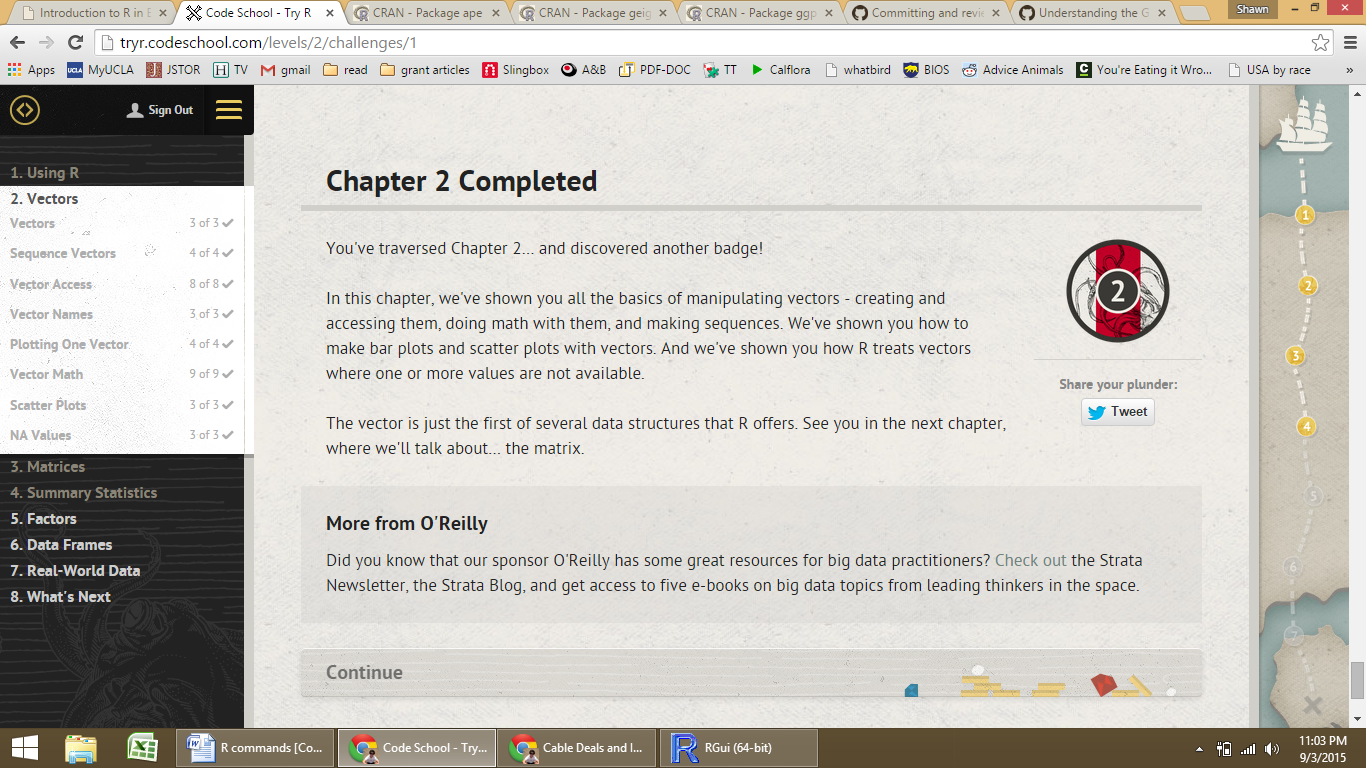 Introduction to R in E
Code School - Try R
CRAN - Package ape
CRAN - Package geig
CRAN - Package ggp
Committing and revie
Understanding the G
Shawn
tryr.codeschool.com/levels/2/challenges/1
Apps MyUCLA JSTOR TV gmail read grant articles Slingbox A&B PDF-DOC TT Calflora whatbird BIOS Advice Animals You're Eating it Wro... USA by race »
Sign Out
1. Using R
2. Vectors
Vectors 3 of 3
Sequence Vectors 4 of 4
Vector Access 8 of 8
Vector Names 3 of 3
Plotting One Vector 4 of 4
Vector Math 9 of 9
Scatter Plots 3 of 3
NA Values 3 of 3
3. Matrices
4. Summary Statistics
5. Factors
6. Data Frames
7. Real-World Data
8. What's Next
Chapter 2 Completed
You've traversed Chapter 2... and discovered another badge!
In this chapter, we've shown you all the basics of manipulating vectors - creating and
accessing them, doing math with them, and making sequences. We've shown you how to
make bar plots and scatter plots with vectors. And we've shown you how R treats vectors
where one or more values are not available.
The vector is just the first of several data structures that R offers. See you in the next chapter,
where we'll talk about... the matrix.
2
Share your plunder:
Tweet
More from O'Reilly
Did you know that our sponsor O'Reilly has some great resources for big data practitioners? Check out the Strata
Newsletter, the Strata Blog, and get access to five e-books on big data topics from leading thinkers in the space.
Continue
1
2
3
4
5
6
7
R commands [Co...
Code School - Try...
Cable Deals and I...
RGui (64-bit)
11:03 PM
9/3/2015